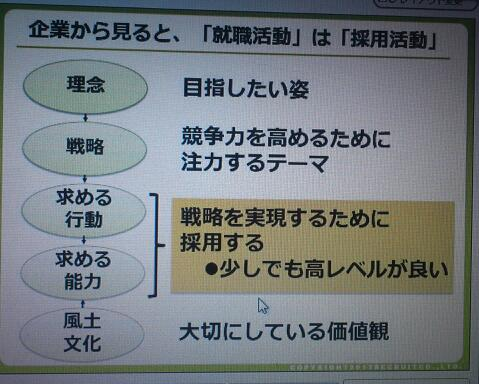 企業から見ると、「就職活動」は「採用活動」
理念
目指したい姿
戦略
競争力を高めるために
注力するテーマ
求める
行動
求める
能力
戦略を実現するために
採用する
●少しでも高レベルが良い
風土
文化
大切にしている価値観